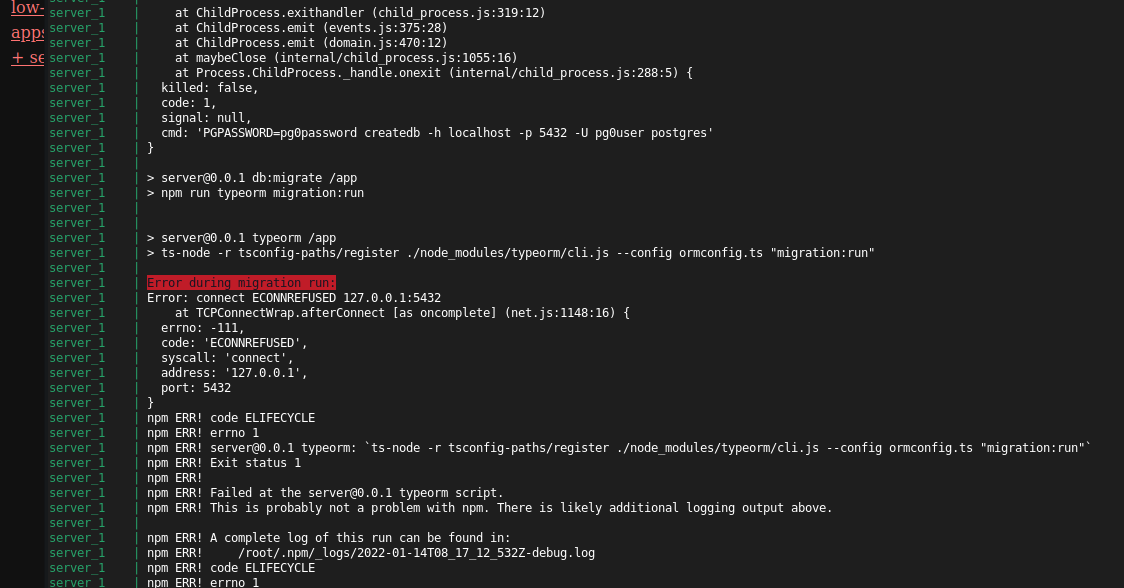 low-
apps
+ se
server_1 |
server_1 | at ChildProcess.exithandler (child_process.js:319:12)
server_1 | at ChildProcess.emit (events.js:375:28)
server_1 | at ChildProcess.emit (domain.js:470:12)
server_1 | at maybeClose (internal/child_process.js:1055:16)
server_1 | at Process.ChildProcess._handle.onexit (internal/child_process.js:288:5) {
server_1 | killed: false,
server_1 | code: 1,
server_1 | signal: null,
server_1 | cmd: 'PGPASSWORD=pg0password createdb -h localhost -p 5432 -U pg0user postgres'
server_1 | }
server_1 |
server_1 | > server@0.0.1 db:migrate /app
server_1 | > npm run typeorm migration:run
server_1 |
server_1 |
server_1 | > server@0.0.1 typeorm /app
server_1 | > ts-node -r tsconfig-paths/register ./node_modules/typeorm/cli.js --config ormconfig.ts "migration:run"
server_1 |
server_1 | Error during migration run:
server_1 | Error: connect ECONNREFUSED 127.0.0.1:5432
server_1 | at TCPConnectWrap.afterConnect [as oncomplete] (net.js:1148:16) {
server_1 | errno: -111,
server_1 | code: 'ECONNREFUSED',
server_1 | syscall: 'connect',
server_1 | address: '127.0.0.1',
server_1 | port: 5432
server_1 | }
server_1 | npm ERR! code ELIFECYCLE
server_1 | npm ERR! errno 1
server_1 | npm ERR! server@0.0.1 typeorm: `ts-node -r tsconfig-paths/register ./node_modules/typeorm/cli.js --config ormconfig.ts "migration:run"`
server_1 | npm ERR! Exit status 1
server_1 | npm ERR!
server_1 | npm ERR! Failed at the server@0.0.1 typeorm script.
server_1 | npm ERR! This is probably not a problem with npm. There is likely additional logging output above.
server_1 |
server_1 | npm ERR! A complete log of this run can be found in:
server_1 | npm ERR! /root/.npm/_logs/2022-01-14T08_17_12_532Z-debug.log
server_1 | npm ERR! code ELIFECYCLE
server_1 | npm ERR! errno 1